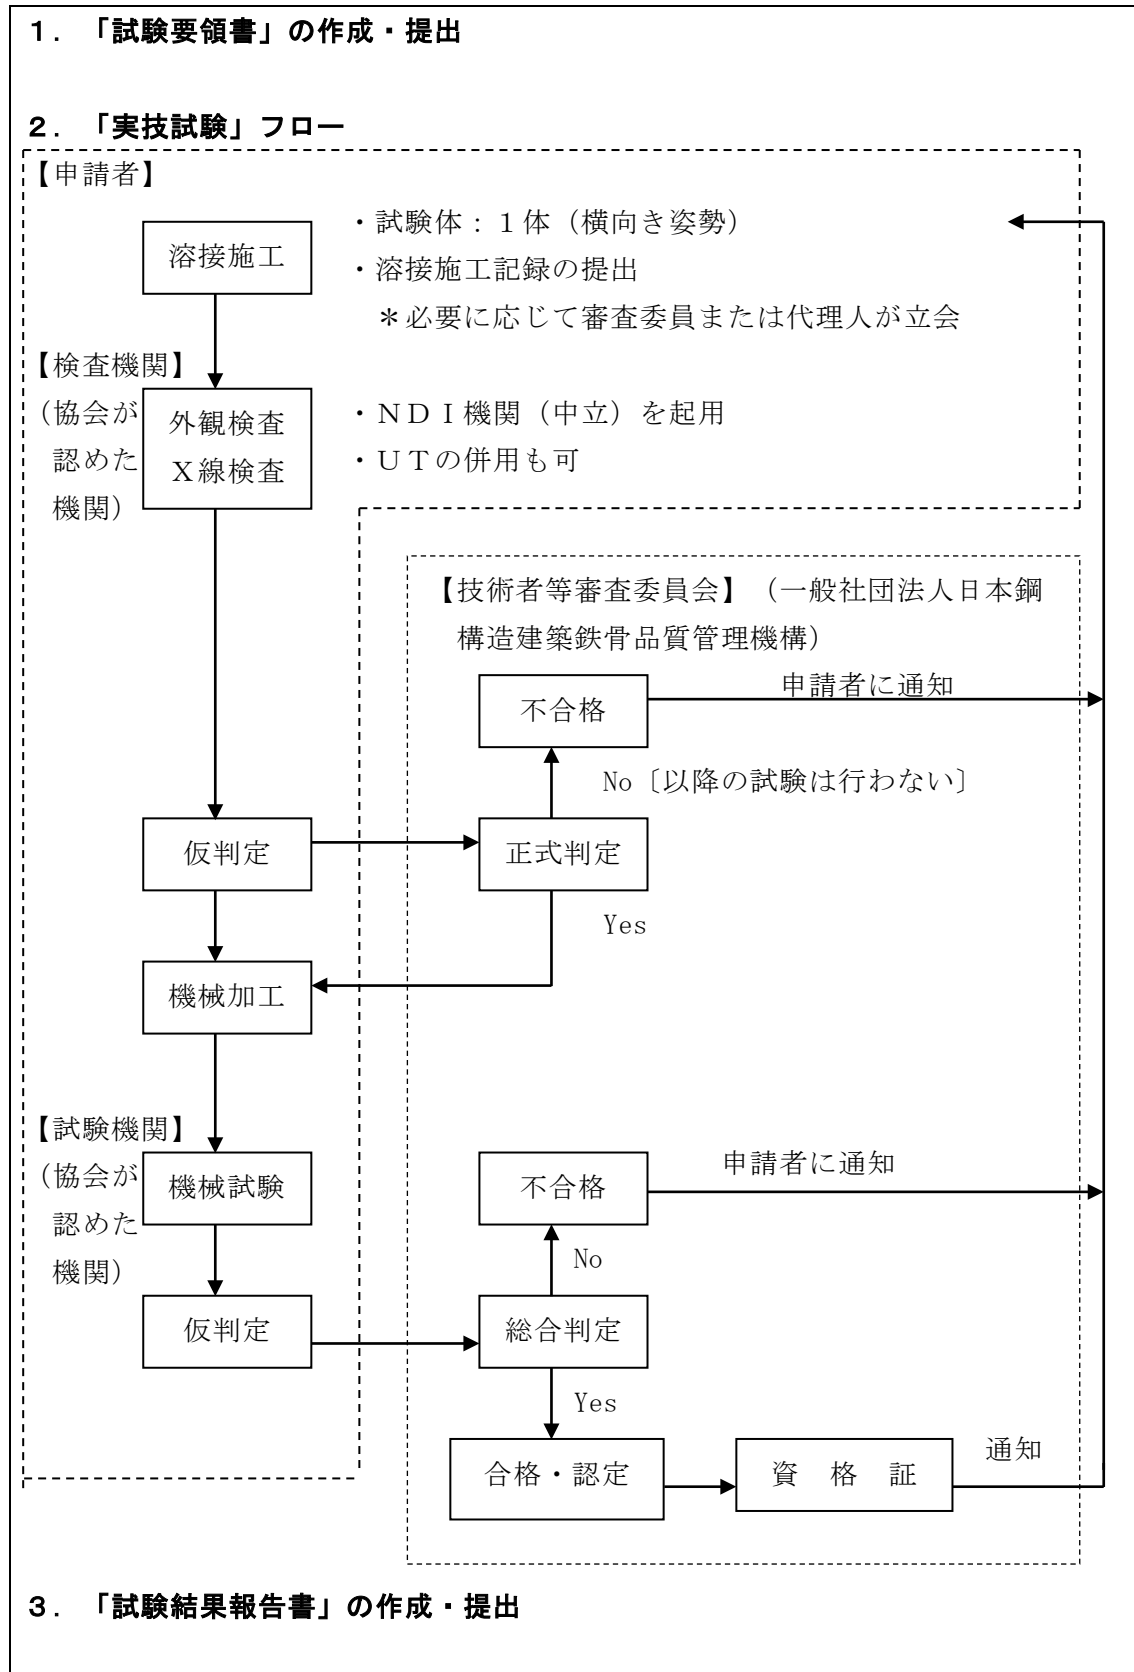 １．「試験要領書」の作成・提出
２．「実技試験」フロー
【申請者】
溶接施工
・試験体：１体（横向き姿勢）
・溶接施工記録の提出
＊必要に応じて審査委員または代理人が立会
【検査機関】
（協会が
認めた
機関）
外観検査
Ｘ線検査
・ＮＤＩ機関（中立）を起用
・ＵＴの併用も可
【技術者等審査委員会】（一般社団法人日本鋼
構造建築鉄骨品質管理機構）
不合格
申請者に通知
No〔以降の試験は行わない〕
仮判定
正式判定
Yes
機械加工
【試験機関】
（協会が
認めた
機関）
機械試験
不合格
申請者に通知
No
仮判定
総合判定
Yes
合格・認定
資　格　証
通知
３．「試験結果報告書」の作成・提出